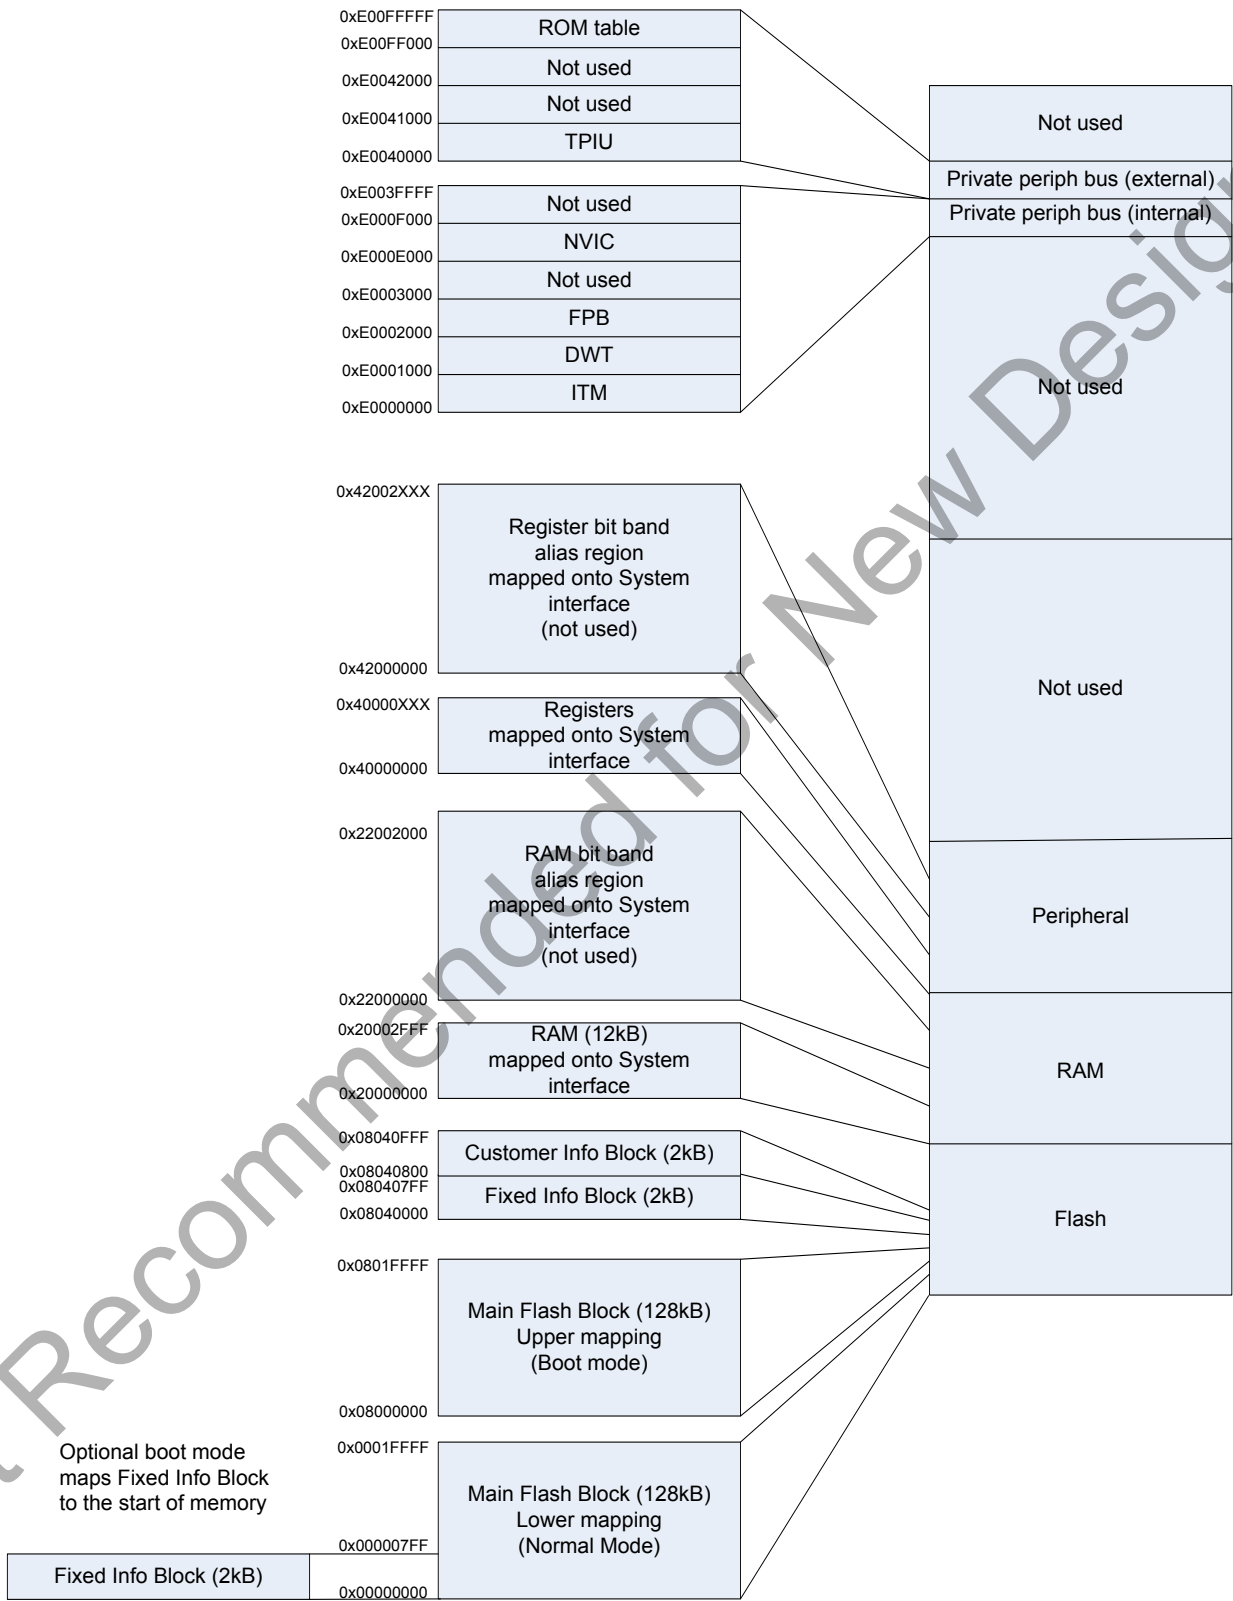 0xE00FFFFF
ROM table
0xE00FF000
Not used
0xE0042000
Not used
0xE0041000
TPIU
0xE0040000
0xE003FFFF
Not used
0xE000F000
NVIC
0xE000E000
Not used
0xE0003000
FPB
0xE0002000
DWT
0xE0001000
ITM
0xE0000000
0x42002XXX
Register bit band
alias region
mapped onto System
interface
(not used)
0x42000000
0x40000XXX
Registers
mapped onto System
interface
0x40000000
0x22002000
RAM bit band
alias region
mapped onto System
interface
(not used)
0x22000000
0x20002FFF
RAM (12kB)
mapped onto System
interface
0x20000000
0x08040FFF
Customer Info Block (2kB)
0x08040800
0x080407FF
Fixed Info Block (2kB)
0x08040000
0x0801FFFF
Main Flash Block (128kB)
Upper mapping
(Boot mode)
0x08000000
0x0001FFFF
Main Flash Block (128kB)
Lower mapping
(Normal Mode)
0x000007FF
0x00000000
Optional boot mode
maps Fixed Info Block
to the start of memory
Fixed Info Block (2kB)
Not used
Private periph bus (external)
Private periph bus (internal)
Not used
Not used
Peripheral
RAM
Flash
Recommended for New Design